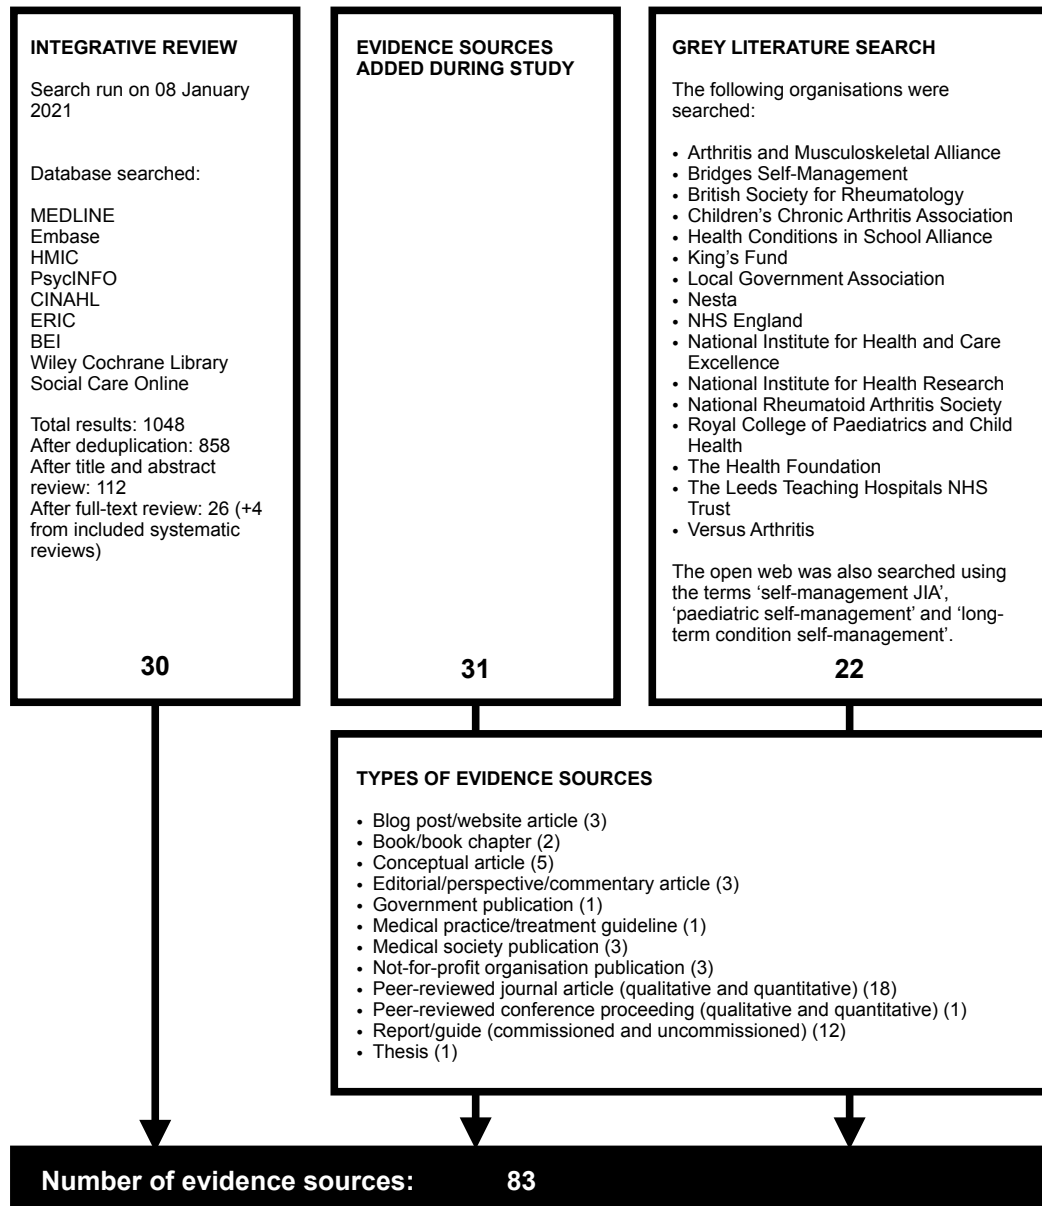 INTEGRATIVE REVIEW
Search run on 08 January
2021
Database searched:
MEDLINE
Embase
HMIC
PsycINFO
CINAHL
ERIC
BEI
Wiley Cochrane Library
Social Care Online
Total results: 1048
After deduplication: 858
After title and abstract
review: 112
After full-text review: 26 (+4
from included systematic
reviews)
30
EVIDENCE SOURCES
ADDED DURING STUDY
31
GREY LITERATURE SEARCH
The following organisations were
searched:
• Arthritis and Musculoskeletal Alliance
• Bridges Self-Management
• British Society for Rheumatology
• Children’s Chronic Arthritis Association
• Health Conditions in School Alliance
• King’s Fund
• Local Government Association
• Nesta
• NHS England
• National Institute for Health and Care
Excellence
• National Institute for Health Research
• National Rheumatoid Arthritis Society
• Royal College of Paediatrics and Child
Health
• The Health Foundation
• The Leeds Teaching Hospitals NHS
Trust
• Versus Arthritis
The open web was also searched using
the terms ‘self-management JIA’,
‘paediatric self-management’ and ‘long-
term condition self-management’.
22
TYPES OF EVIDENCE SOURCES
• Blog post/website article (3)
• Book/book chapter (2)
• Conceptual article (5)
• Editorial/perspective/commentary article (3)
• Government publication (1)
• Medical practice/treatment guideline (1)
• Medical society publication (3)
• Not-for-profit organisation publication (3)
• Peer-reviewed journal article (qualitative and quantitative) (18)
• Peer-reviewed conference proceeding (qualitative and quantitative) (1)
• Report/guide (commissioned and uncommissioned) (12)
• Thesis (1)
Number of evidence sources: 83